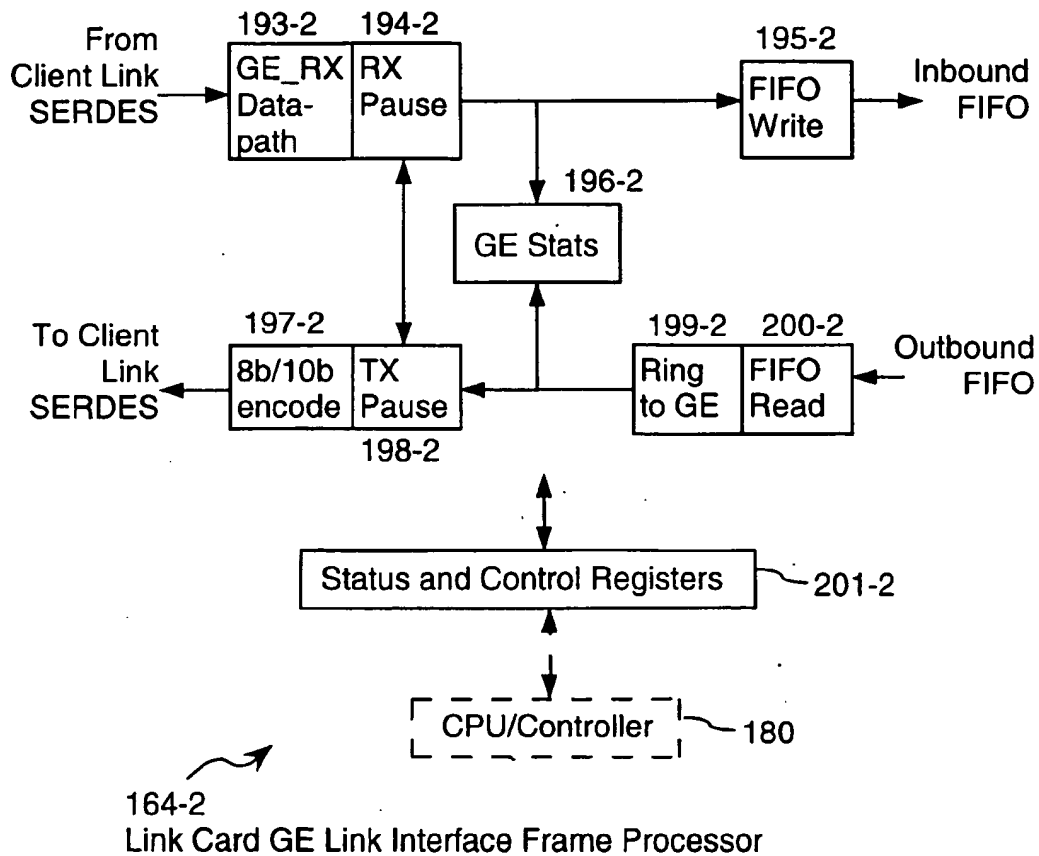 193-2
194-2
195-2
From
Client Link
SERDES
GE_RX
Data-
path
RX
Pause
FIFO
Write
Inbound
FIFO
196-2
GE Stats
To Client
Link
SERDES
197-2
8b/10b
encode
TX
Pause
198-2
199-2
200-2
Ring
to GE
FIFO
Read
Outbound
FIFO
Status and Control Registers
201-2
CPU/Controller
180
164-2
Link Card GE Link Interface Frame Processor